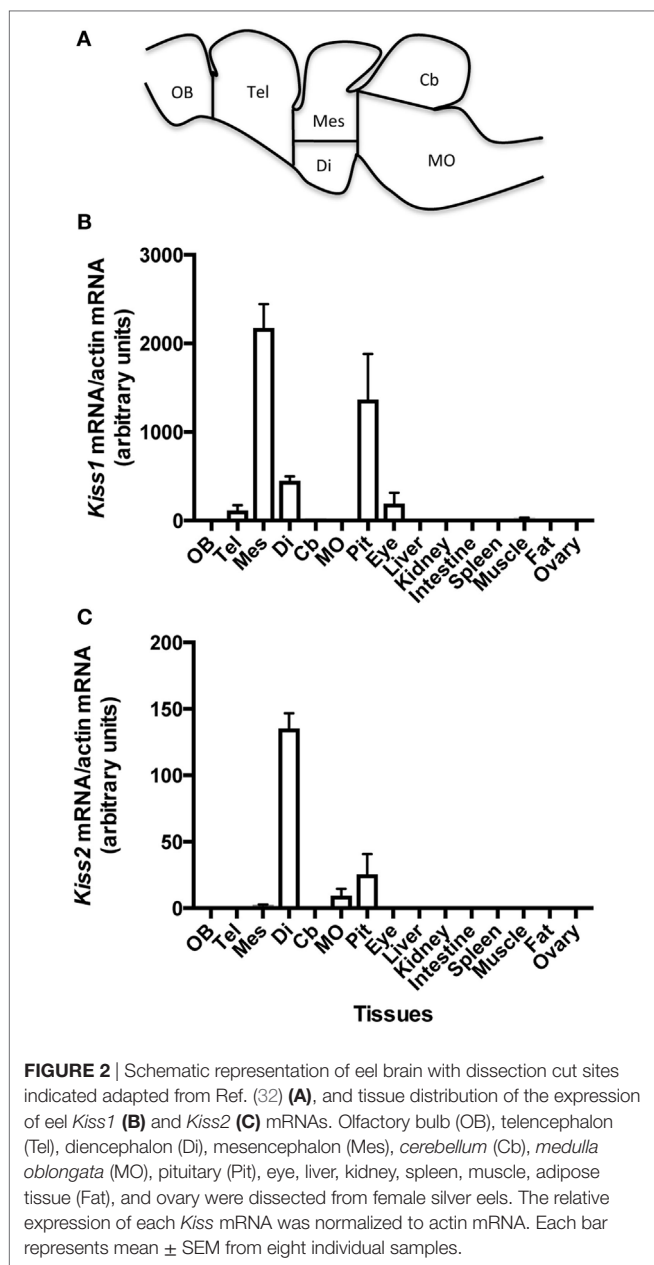 A
OB
Tel
Mes
Di
Cb
MO
B
Kiss1 mRNA/actin mRNA
(arbitrary units)
3000
2000
1000
0
OB
Tel
Mes
Di
Cb
MO
Pit
Eye
Liver
Kidney
Intestine
Spleen
Muscle
Fat
Ovary
C
Kiss2 mRNA/actin mRNA
(arbitrary units)
200
150
100
50
0
OB
Tel
Mes
Di
Cb
MO
Pit
Eye
Liver
Kidney
Intestine
Spleen
Muscle
Fat
Ovary
Tissues
FIGURE 2 | Schematic representation of eel brain with dissection cut sites
indicated adapted from Ref. (32) (A), and tissue distribution of the expression
of eel Kiss1 (B) and Kiss2 (C) mRNAs. Olfactory bulb (OB), telencephalon
(Tel), diencephalon (Di), mesencephalon (Mes), cerebellum (Cb), medulla
oblongata (MO), pituitary (Pit), eye, liver, kidney, spleen, muscle, adipose
tissue (Fat), and ovary were dissected from female silver eels. The relative
expression of each Kiss mRNA was normalized to actin mRNA. Each bar
represents mean ± SEM from eight individual samples.